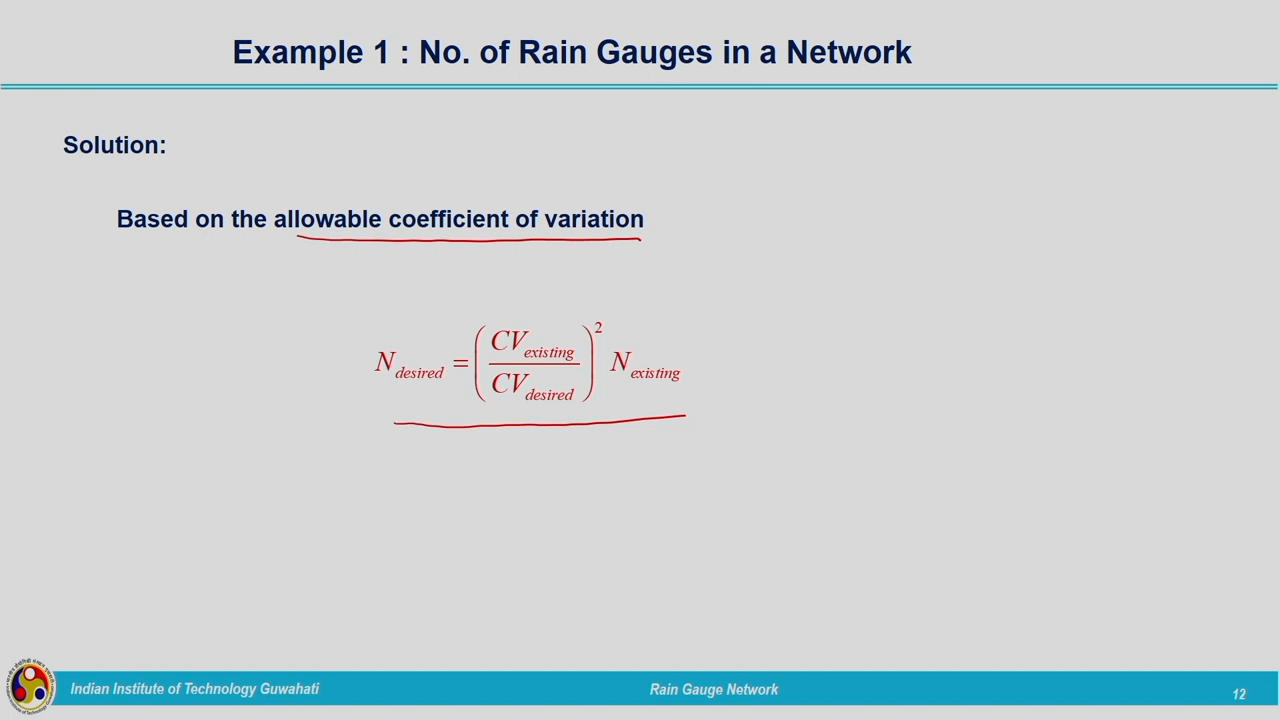 Example 1 : No. of Rain Gauges in a Network
Solution:
Based on the allowable coefficient of variation
N_desired = (CV_existing / CV_desired)^2 N_existing
Indian Institute of Technology Guwahati
Rain Gauge Network
12